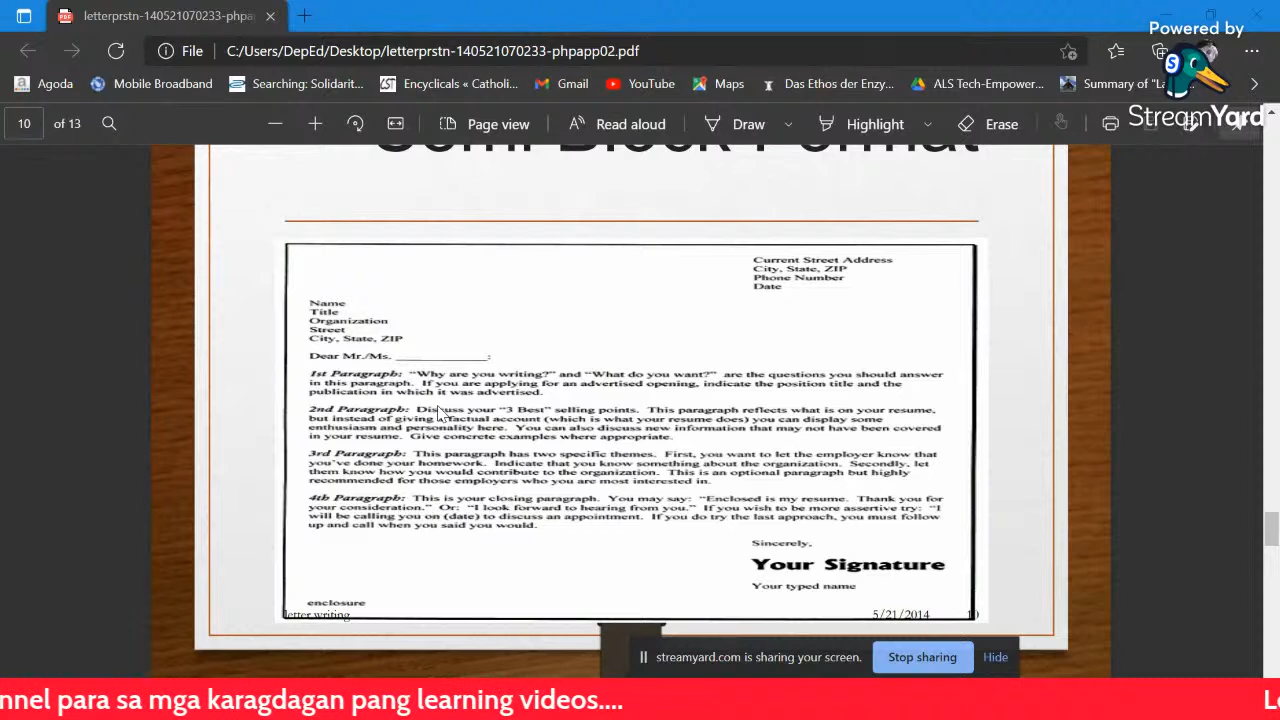 letterprstn-140521070233-phpap
Powered by
File
C:/Users/DepEd/Desktop/letterprstn-140521070233-phpapp02.pdf
Agoda
Mobile Broadband
Searching: Solidarit...
Encyclicals « Catholi...
Gmail
YouTube
Maps
Das Ethos der Enzy...
ALS Tech-Empower...
Summary of "La
StreamYard
10 of 13
Page view
Read aloud
Draw
Highlight
Erase
Semi Block Format
Current Street Address
City, State, ZIP
Phone Number
Date
Name
Title
Organization
Street
City, State, ZIP
Dear Mr./Ms. ______________:
1st Paragraph: "Why are you writing?" and "What do you want?" are the questions you should answer
in this paragraph. If you are applying for an advertised opening, indicate the position title and the
publication in which it was advertised.
2nd Paragraph: Discuss your "3 Best" selling points. This paragraph reflects what is on your resume,
but instead of giving a factual account (which is what your resume does) you can display some
enthusiasm and personality here. You can also discuss new information that may not have been covered
in your resume. Give concrete examples where appropriate.
3rd Paragraph: This paragraph has two specific themes. First, you want to let the employer know that
you've done your homework. Indicate that you know something about the organization. Secondly, let
them know how you would contribute to the organization. This is an optional paragraph but highly
recommended for those employers who you are most interested in.
4th Paragraph: This is your closing paragraph. You may say: "Enclosed is my resume. Thank you for
your consideration." Or: "I look forward to hearing from you." If you wish to be more assertive try: "I
will be calling you on (date) to discuss an appointment. If you do try the last approach, you must follow
up and call when you said you would.
Sincerely,
Your Signature
Your typed name
enclosure
letter writing
5/21/2014
10
streamyard.com is sharing your screen.
Stop sharing
Hide
nnel para sa mga karagdagan pang learning videos....